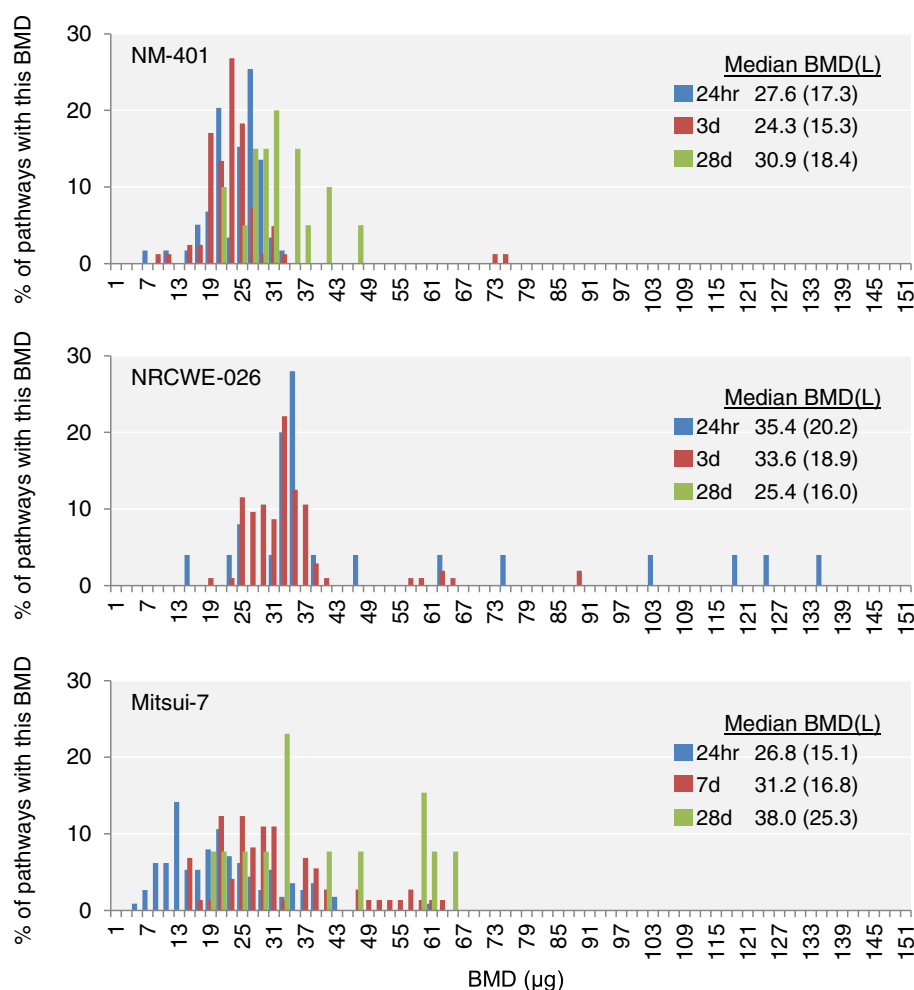 % of pathways with this BMD
30
20
10
0
NM-401
Median BMD(L)
24hr 27.6 (17.3)
3d 24.3 (15.3)
28d 30.9 (18.4)
1 7 13 19 25 31 37 43 49 55 61 67 73 79 85 91 97 103 109 115 121 127 133 139 145 151
% of pathways with this BMD
30
20
10
0
NRCWE-026
Median BMD(L)
24hr 35.4 (20.2)
3d 33.6 (18.9)
28d 25.4 (16.0)
1 7 13 19 25 31 37 43 49 55 61 67 73 79 85 91 97 103 109 115 121 127 133 139 145 151
% of pathways with this BMD
30
20
10
0
Mitsui-7
Median BMD(L)
24hr 26.8 (15.1)
7d 31.2 (16.8)
28d 38.0 (25.3)
1 7 13 19 25 31 37 43 49 55 61 67 73 79 85 91 97 103 109 115 121 127 133 139 145 151
BMD (µg)